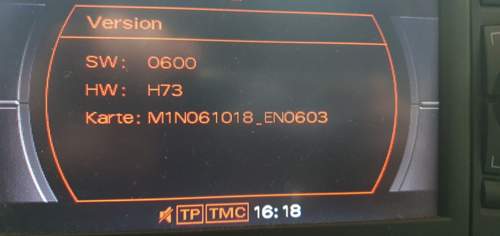 Version
SW: 0600
HW: H73
Karte: M1N061018_EN0603
TP TMC 16:18